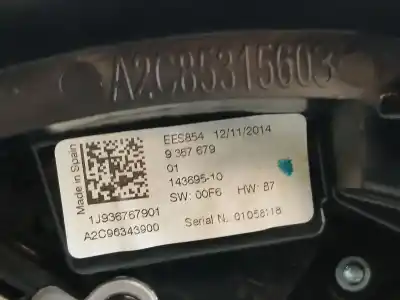 A2C85315603
Made in Spain
EES854 12/11/2014
9 367 679
01
143695-10
SW: 00F6 HW: 87
1J936767901
A2C96343900
Serial N.: 01058118